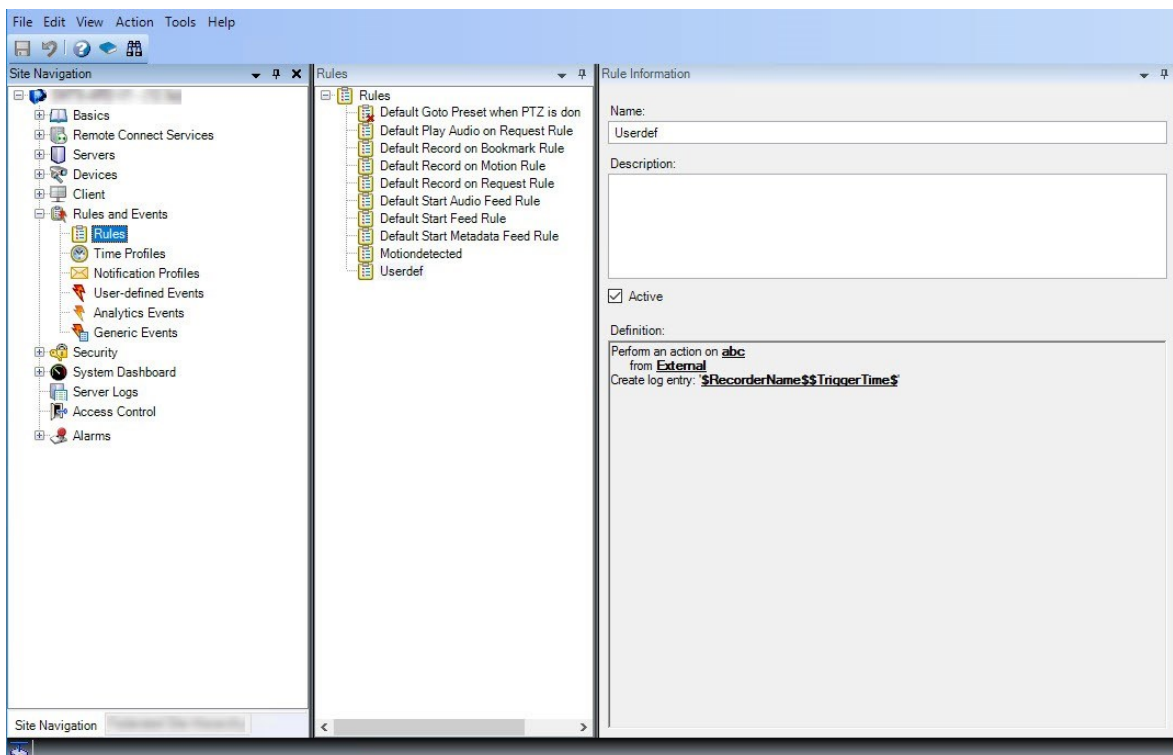 File Edit View Action Tools Help
Site Navigation
Basics
Remote Connect Services
Servers
Devices
Client
Rules and Events
Rules
Time Profiles
Notification Profiles
User-defined Events
Analytics Events
Generic Events
Security
System Dashboard
Server Logs
Access Control
Alarms
Site Navigation
Rules
Rules
Default Goto Preset when PTZ is don
Default Play Audio on Request Rule
Default Record on Bookmark Rule
Default Record on Motion Rule
Default Record on Request Rule
Default Start Audio Feed Rule
Default Start Feed Rule
Default Start Metadata Feed Rule
Motiondetected
Userdef
Rule Information
Name:
Userdef
Description:
Active
Definition:
Perform an action on abc
from External
Create log entry: '$RecorderName$$TriggerTime$'